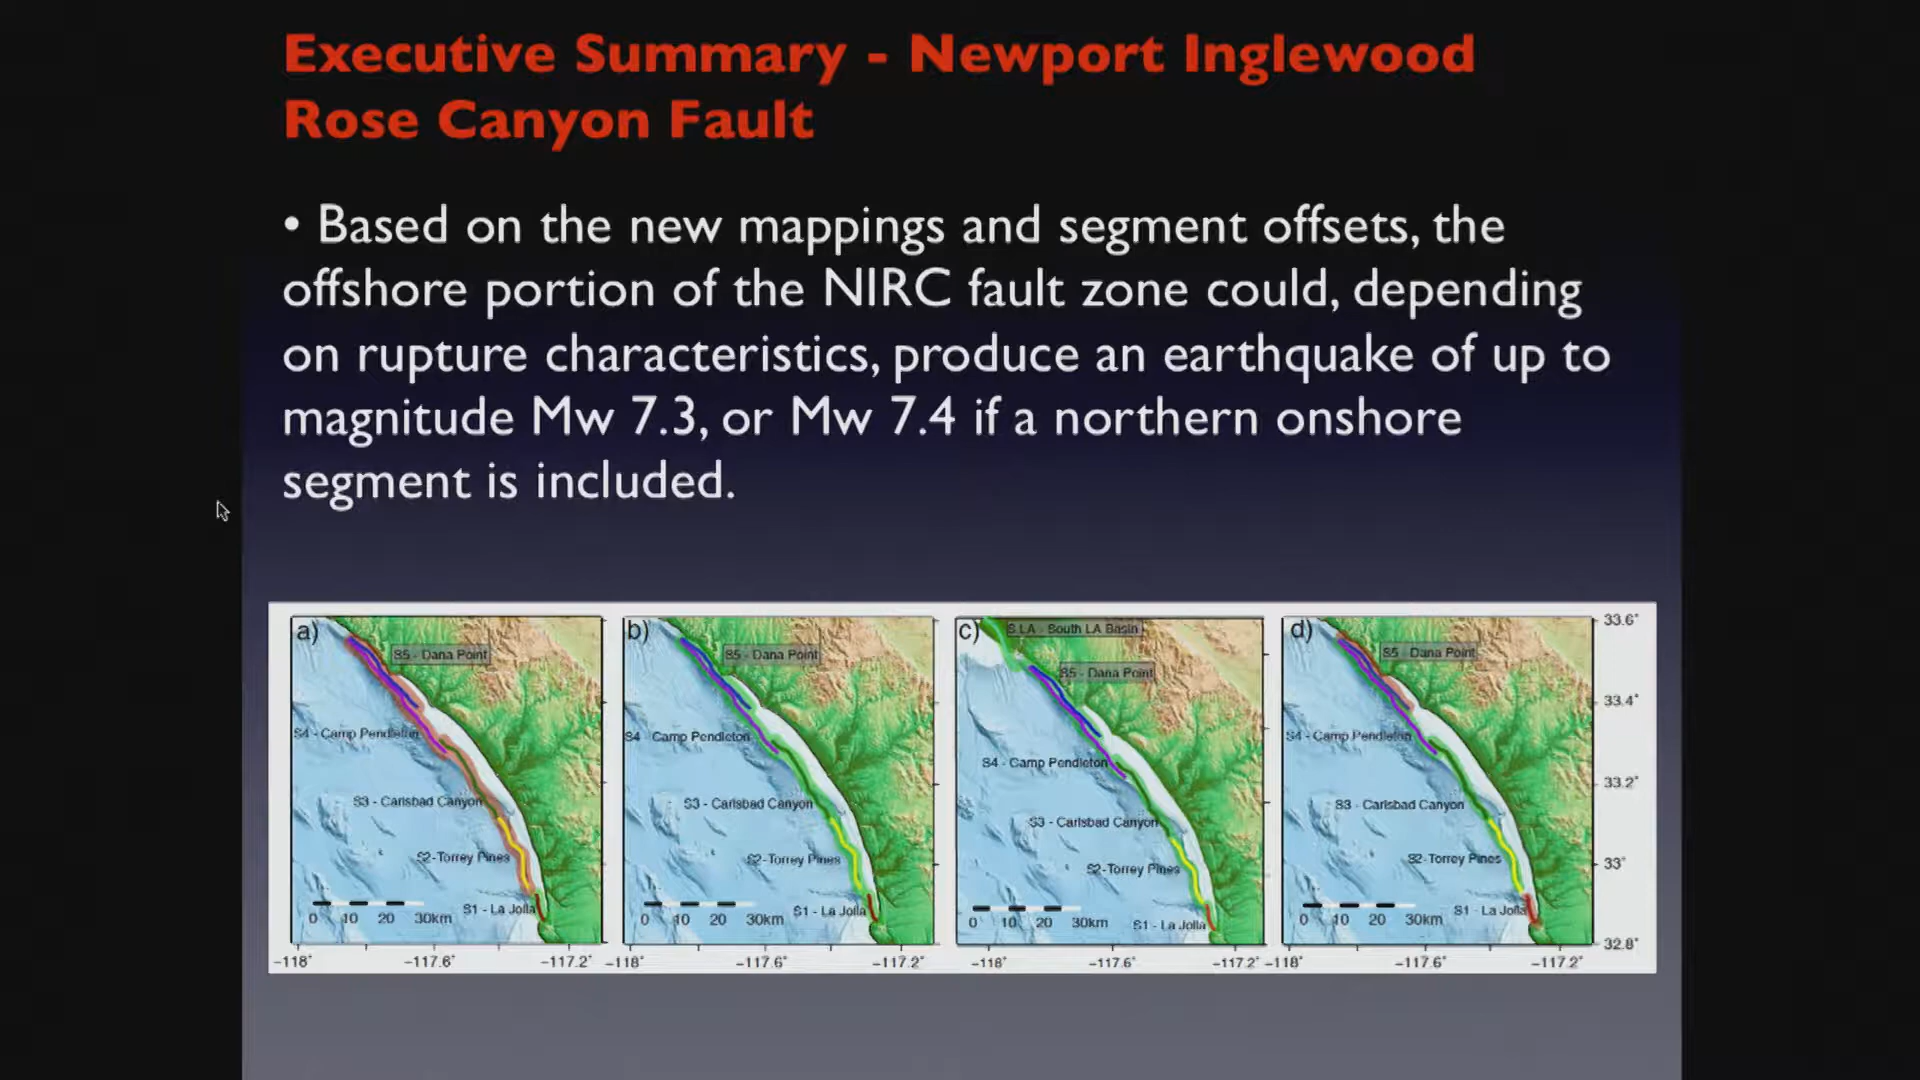 Executive Summary - Newport Inglewood
Rose Canyon Fault
• Based on the new mappings and segment offsets, the
offshore portion of the NIRC fault zone could, depending
on rupture characteristics, produce an earthquake of up to
magnitude Mw 7.3, or Mw 7.4 if a northern onshore
segment is included.
a)
S5 - Dana Point
S4 - Camp Pendleton
S3 - Carlsbad Canyon
S2-Torrey Pines
S1 - La Jolla
0 10 20 30km
-118° -117.6° -117.2°
b)
S5 - Dana Point
S4 Camp Pendleton
S3 - Carlsbad Canyon
S2-Torrey Pines
S1 - La Jolla
0 10 20 30km
-118° -117.6° -117.2°
c)
S LA - South LA Basin
S5 - Dana Point
S4 - Camp Pendleton
S3 - Carlsbad Canyon
S2-Torrey Pines
S1 - La Jolla
0 10 20 30km
-118° -117.6° -117.2°
d)
S5 - Dana Point
S4 - Camp Pendleton
S3 - Carlsbad Canyon
S2-Torrey Pines
S1 - La Jolla
0 10 20 30km
-118° -117.6° -117.2°
33.6°
33.4°
33.2°
33°
32.8°